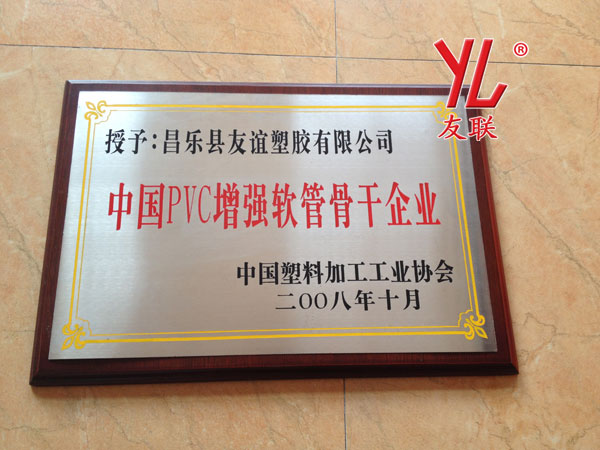 YL®
友联
授予:昌乐县友谊塑胶有限公司
中国PVC增强软管骨干企业
中国塑料加工工业协会
二00八年十月